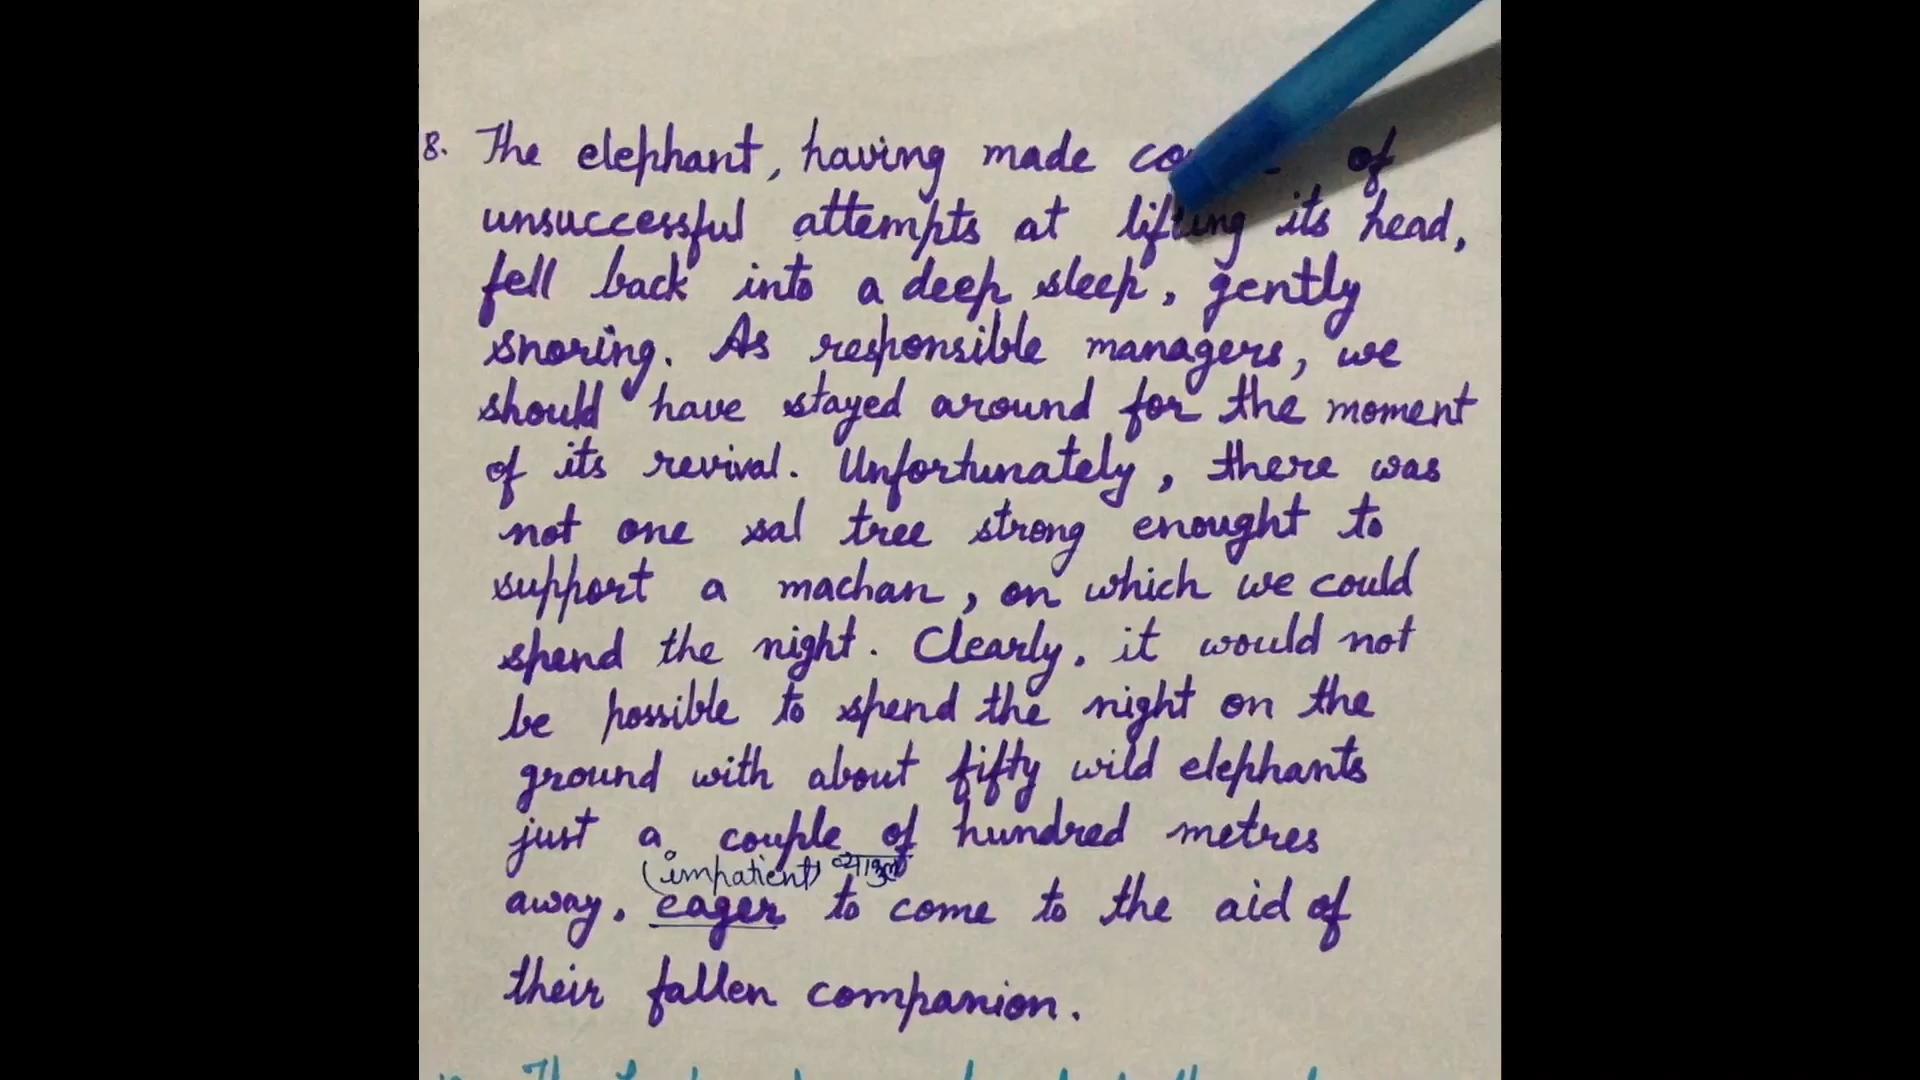 8. The elephant, having made of
unsuccessful attempts at lifting its head,
fell back into a deep sleep, gently
snoring. As responsible managers, we
should have stayed around for the moment
of its revival. Unfortunately, there was
not one sal tree strong enought to
support a machan, on which we could
spend the night. Clearly, it would not
be possible to spend the night on the
ground with about fifty wild elephants
just a couple of hundred metres
(impatient) व्याकुल
away, eager to come to the aid of
their fallen companion.